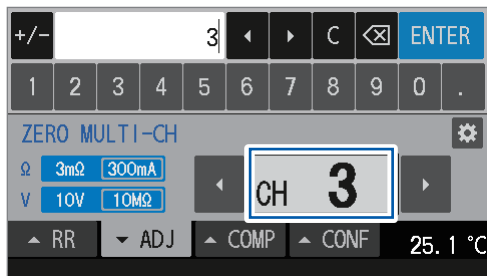 +/- 3 C ENTER
1 2 3 4 5 6 7 8 9 0 .
ZERO MULTI-CH
Ω 3mΩ 300mA
V 10V 10MΩ
CH 3
RR ADJ COMP CONF 25.1 °C